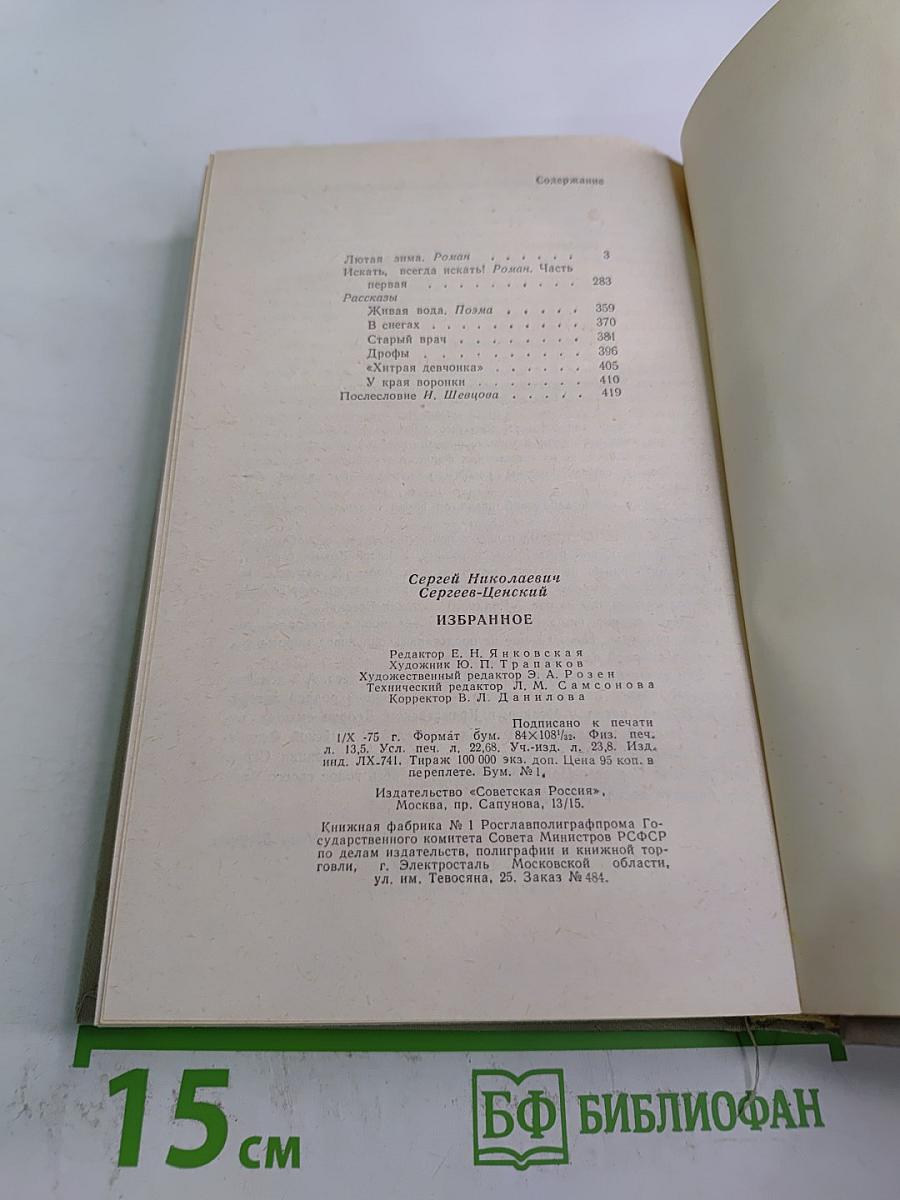 Содержание
Лютая зима. Роман . . . . . . 3
Искать, всегда искать! Роман. Часть
первая . . . . . . . . . . 283
Рассказы
Живая вода. Поэма . . . . . 359
В снегах . . . . . . . . . . 370
Старый врач . . . . . . . . 381
Дрофы . . . . . . . . . . 396
«Хитрая девчонка» . . . . . . 405
У края воронки . . . . . . . 410
Послесловие И. Шевцова . . . . . 419
Сергей Николаевич
Сергеев-Ценский
ИЗБРАННОЕ
Редактор Е. Н. Янковская
Художник Ю. П. Трапаков
Художественный редактор Э. А. Розен
Технический редактор Л. М. Самсонова
Корректор В. Л. Данилова
Подписано к печати
1/X -75 г. Формат бум. 84×108¹/₃₂. Физ. печ.
л. 13,5. Усл. печ. л. 22,68. Уч.-изд. л. 23,8. Изд.
инд. ЛХ-741. Тираж 100 000 экз. доп. Цена 95 коп. в
переплете. Бум. № 1.
Издательство «Советская Россия»,
Москва, пр. Сапунова, 13/15.
Книжная фабрика № 1 Росглавполиграфпрома Го-
сударственного комитета Совета Министров РСФСР
по делам издательств, полиграфии и книжной тор-
говли, г. Электросталь Московской области,
ул. им. Тевосяна, 25. Заказ № 484.
15 см
БФ БИБЛИОФАН